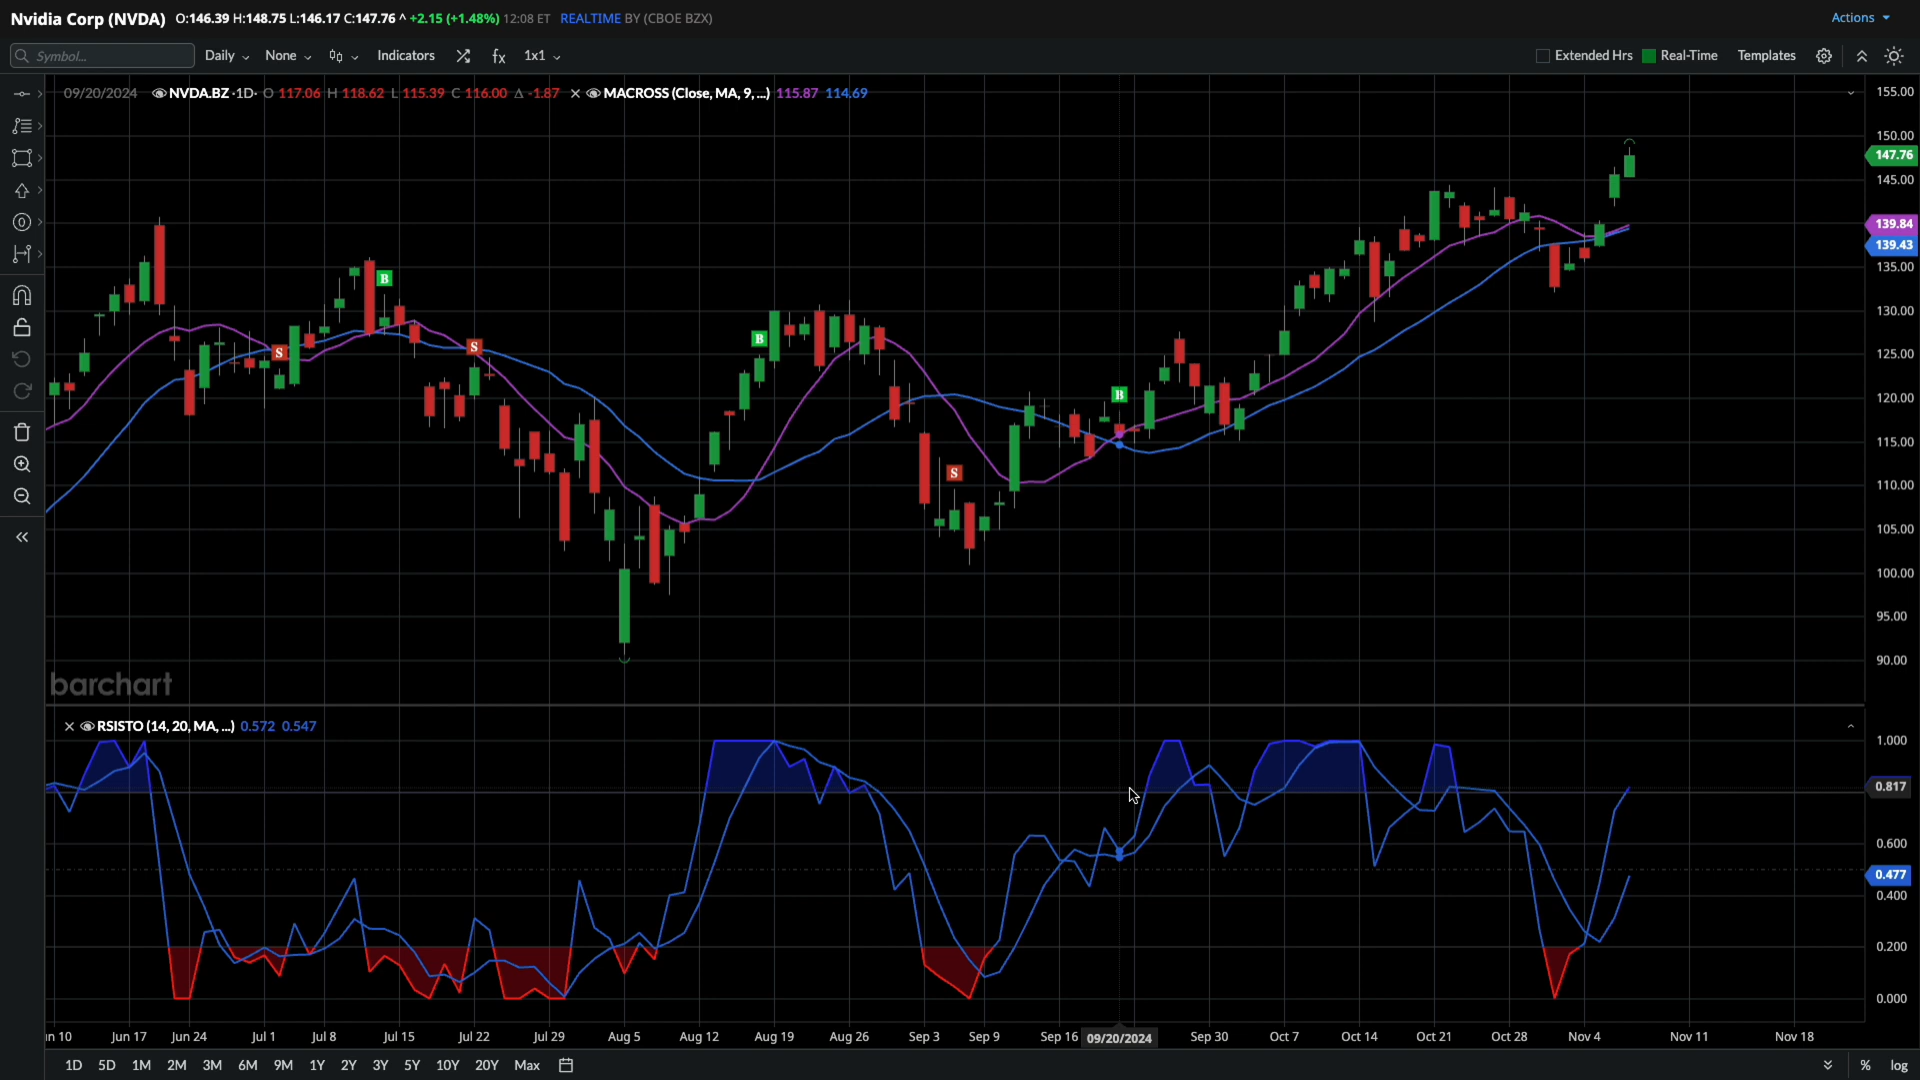 Nvidia Corp (NVDA) O:146.39 H:148.75 L:146.17 C:147.76 ^ +2.15 (+1.48%) 12:08 ET REALTIME BY (CBOE BZX) Actions
Symbol... Daily None Indicators fx 1x1 Extended Hrs Real-Time Templates
09/20/2024 NVDA.BZ ·1D· O 117.06 H 118.62 L 115.39 C 116.00 Δ -1.87 MACROSS (Close, MA, 9, ...) 115.87 114.69
155.00
150.00
147.76
145.00
139.84
139.43
135.00
130.00
125.00
120.00
115.00
110.00
105.00
100.00
95.00
90.00
S
B
S
B
S
B
barchart
RSISTO (14, 20, MA, ...) 0.572 0.547
1.000
0.817
0.600
0.477
0.400
0.200
0.000
n 10 Jun 17 Jun 24 Jul 1 Jul 8 Jul 15 Jul 22 Jul 29 Aug 5 Aug 12 Aug 19 Aug 26 Sep 3 Sep 9 Sep 16 09/20/2024 Sep 30 Oct 7 Oct 14 Oct 21 Oct 28 Nov 4 Nov 11 Nov 18
1D 5D 1M 2M 3M 6M 9M 1Y 2Y 3Y 5Y 10Y 20Y Max % log